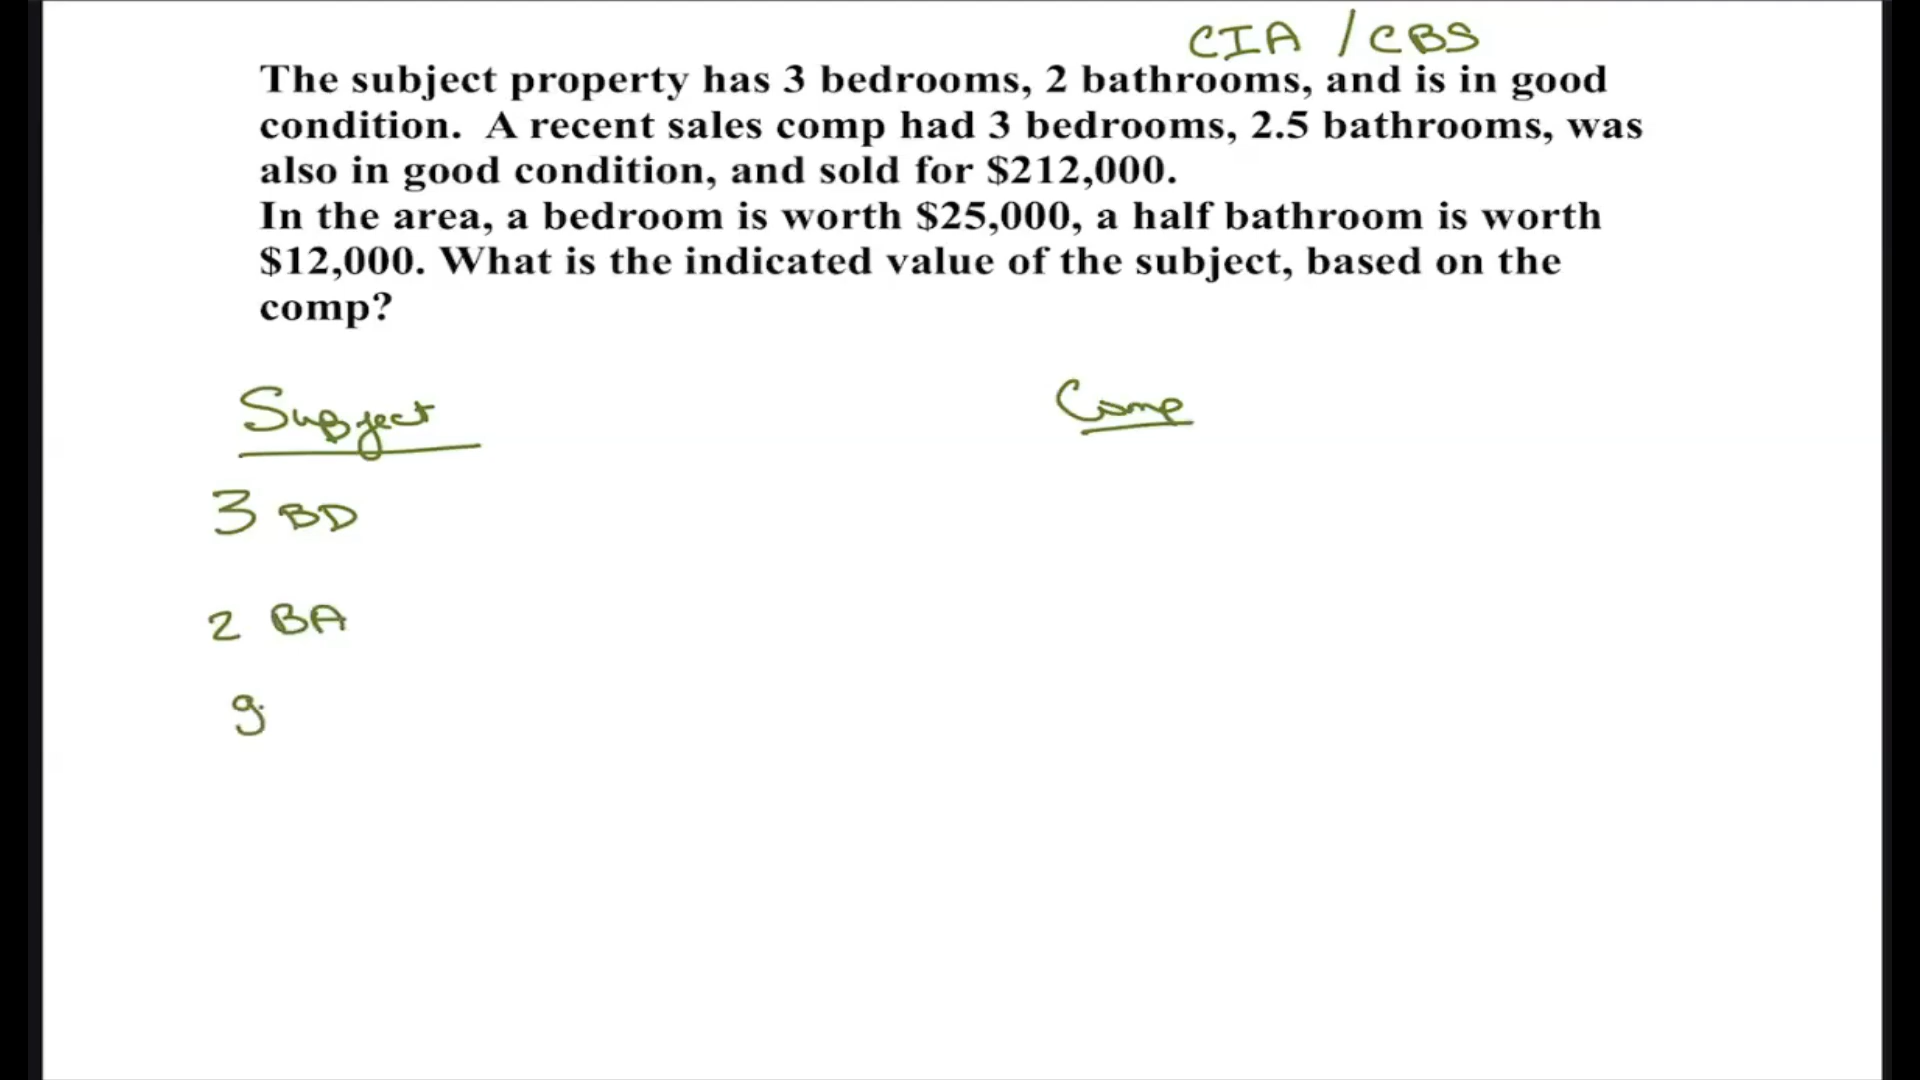 CIA / CBS
The subject property has 3 bedrooms, 2 bathrooms, and is in good
condition. A recent sales comp had 3 bedrooms, 2.5 bathrooms, was
also in good condition, and sold for $212,000.
In the area, a bedroom is worth $25,000, a half bathroom is worth
$12,000. What is the indicated value of the subject, based on the
comp?
Subject
Comp
3 BD
2 BA
g